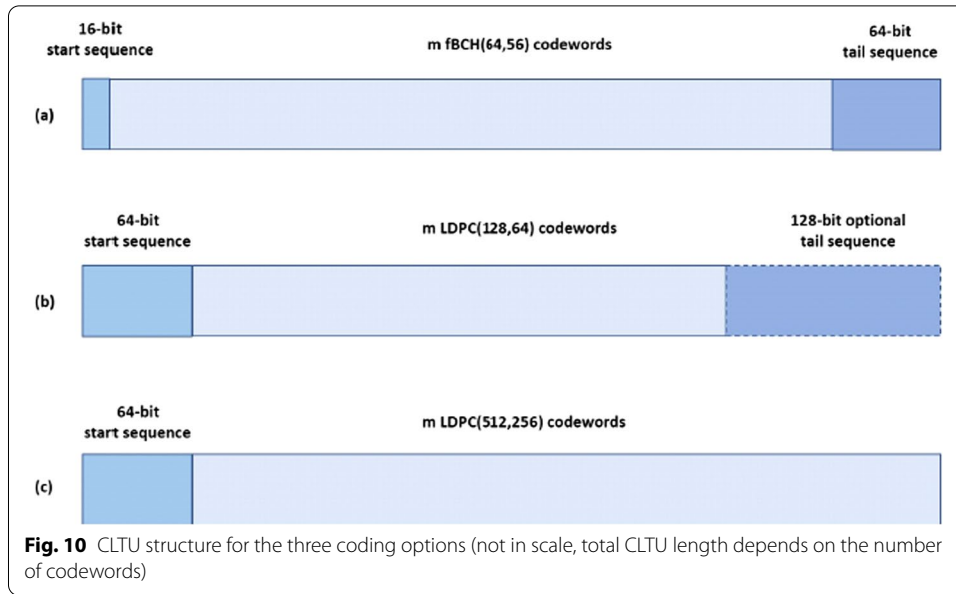 16-bit
start sequence
m fBCH(64,56) codewords
64-bit
tail sequence
(a)
64-bit
start sequence
m LDPC(128,64) codewords
128-bit optional
tail sequence
(b)
64-bit
start sequence
m LDPC(512,256) codewords
(c)
Fig. 10 CLTU structure for the three coding options (not in scale, total CLTU length depends on the number
of codewords)